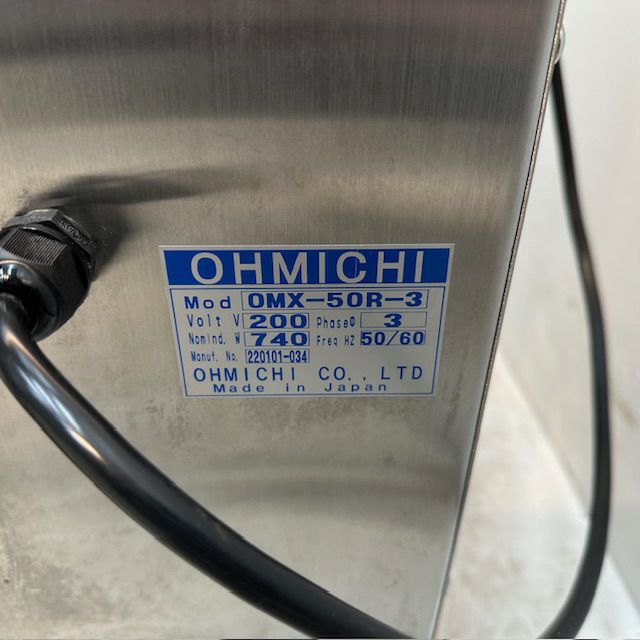 OHMICHI
Mod OMX-50R-3
Volt V 200 Phaseφ 3
Nomind. W 740 Freq HZ 50/60
Manuf. No. 220101-034
OHMICHI CO., LTD
Made in Japan